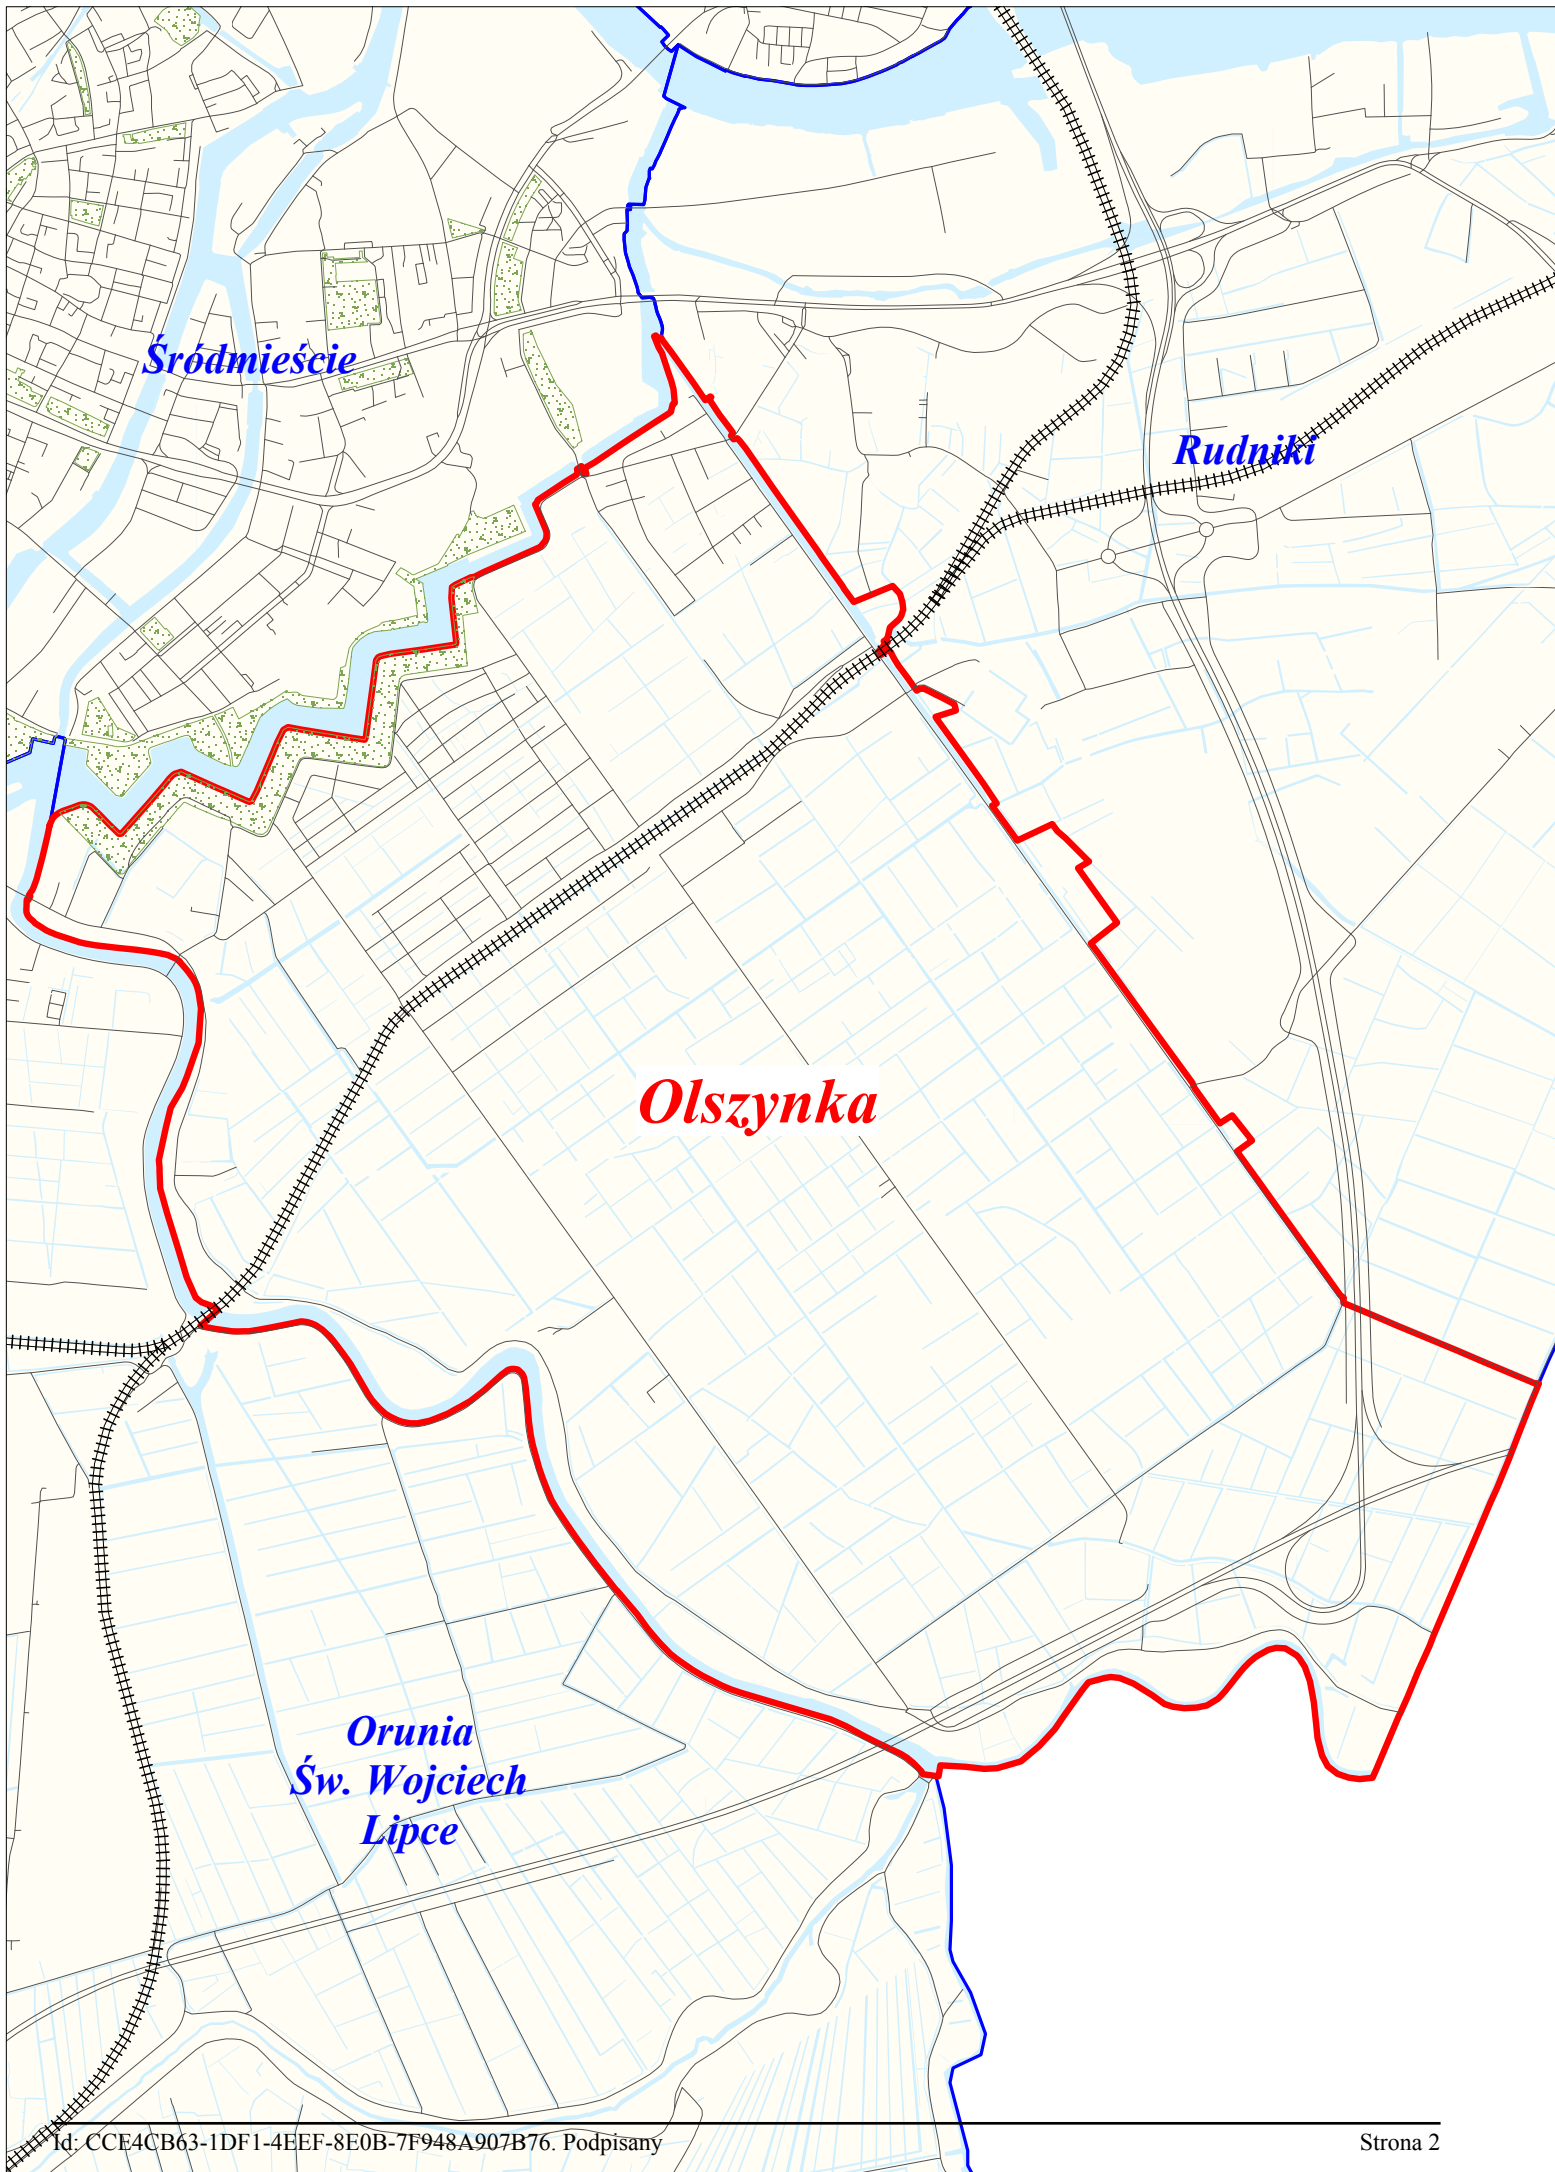 Śródmieście
Rudniki
Olszynka
Orunia
Św. Wojciech
Lipce
Id: CCE4CB63-1DF1-4EEF-8E0B-7F948A907B76. Podpisany
Strona 2